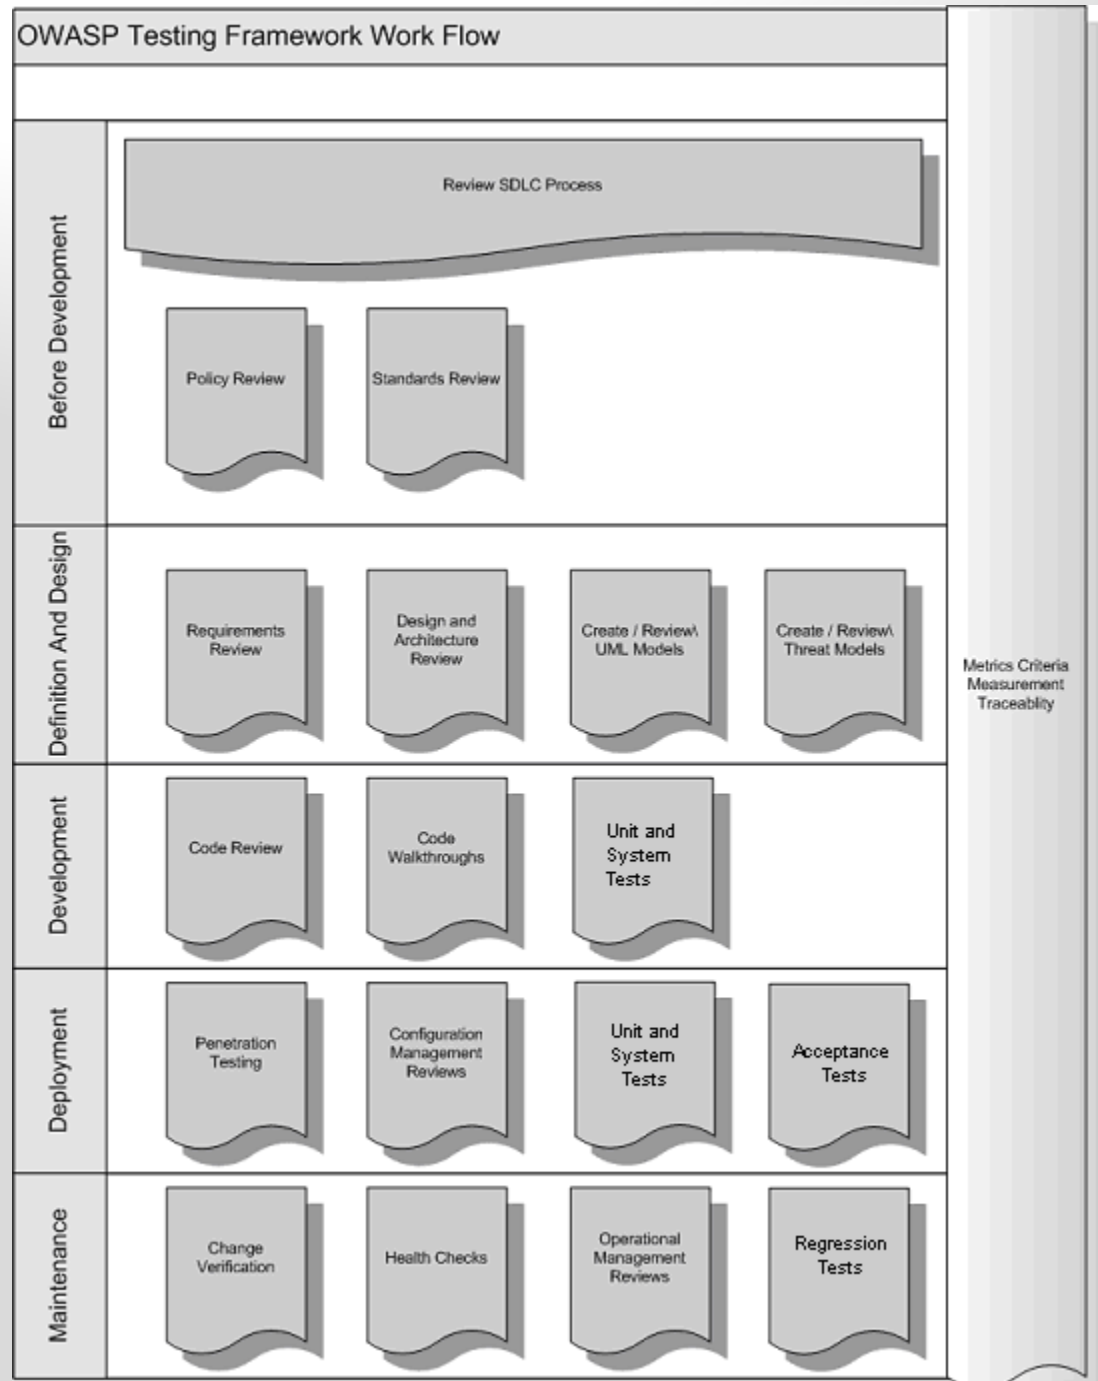 OWASP Testing Framework Work Flow
Before Development
Review SDLC Process
Policy Review
Standards Review
Definition And Design
Requirements
Review
Design and
Architecture
Review
Create / Review\
UML Models
Create / Review\
Threat Models
Metrics Criteria
Measurement
Traceablity
Development
Code Review
Code
Walkthroughs
Unit and
System
Tests
Deployment
Penetration
Testing
Configuration
Management
Reviews
Unit and
System
Tests
Acceptance
Tests
Maintenance
Change
Verification
Health Checks
Operational
Management
Reviews
Regression
Tests